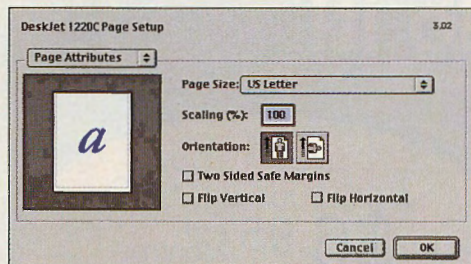 DeskJet 1220C Page Setup 3.02
Page Attributes
Page Size: US Letter
Scaling (%): 100
a
Orientation:
Two Sided Safe Margins
Flip Vertical Flip Horizontal
Cancel OK